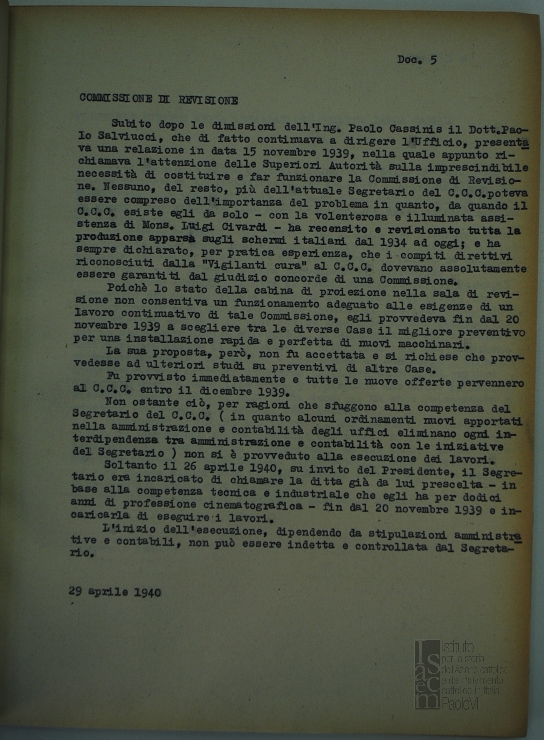 Doc. 5
COMMISSIONE DI REVISIONE
Subito dopo le dimissioni dell'Ing. Paolo Cassinis il Dott.Pao-
lo Salviucci, che di fatto continuava a dirigere l'Ufficio, presenta
va una relazione in data 15 novembre 1939, nella quale appunto ri-
chiamava l'attenzione delle Superiori Autorità sulla imprescindibile
necessità di costituire e far funzionare la Commissione di Revisio-
ne. Nessuno, del resto, più dell'attuale Segretario del C.C.C.poteva
essere compreso dell'importanza del problema in quanto, da quando il
C.C.C. esiste egli da solo - con la volenterosa e illuminata assi-
stenza di Mons. Luigi Civardi - ha recensito e revisionato tutta la
produzione apparsa sugli schermi italiani dal 1934 ad oggi; e ha
sempre dichiarato, per pratica esperienza, che i compiti direttivi
riconosciuti dalla "Vigilanti cura" al C.C.C. dovevano assolutamente
essere garantiti dal giudizio concorde di una Commissione.
Poichè lo stato della cabina di proiezione nella sala di revi-
sione non consentiva un funzionamento adeguato alle esigenze di un
lavoro continuativo di tale Commissione, egli provvedeva fin dal 20
novembre 1939 a scegliere tra le diverse Case il migliore preventivo
per una installazione rapida e perfetta di nuovi macchinari.
La sua proposta, però, non fu accettata e si richiese che prov-
vedesse ad ulteriori studi su preventivi di altre Case.
Fu provvisto immediatamente e tutte le nuove offerte pervennero
al C.C.C. entro il dicembre 1939.
Non ostante ciò, per ragioni che sfuggono alla competenza del
Segretario del C.C.C. ( in quanto alcuni ordinamenti nuovi apportati
nella amministrazione e contabilità degli uffici eliminano ogni in-
terdipendenza tra amministrazione e contabilità con le iniziative
del Segretario ) non si è provveduto alla esecuzione dei lavori.
Soltanto il 26 aprile 1940, su invito del Presidente, il Segre-
tario era incaricato di chiamare la ditta già da lui prescelta - in
base alla competenza tecnica e industriale che egli ha per dodici
anni di professione cinematografica - fin dal 20 novembre 1939 e in-
caricarla di eseguire i lavori.
L'inizio dell'esecuzione, dipendendo da stipulazioni amministra
tive e contabili, non può essere indetta e controllata dal Segreta-
rio.
29 aprile 1940
Istituto
per la storia
dell'Azione cattolica
e del movimento
cattolico in Italia
Paolo VI